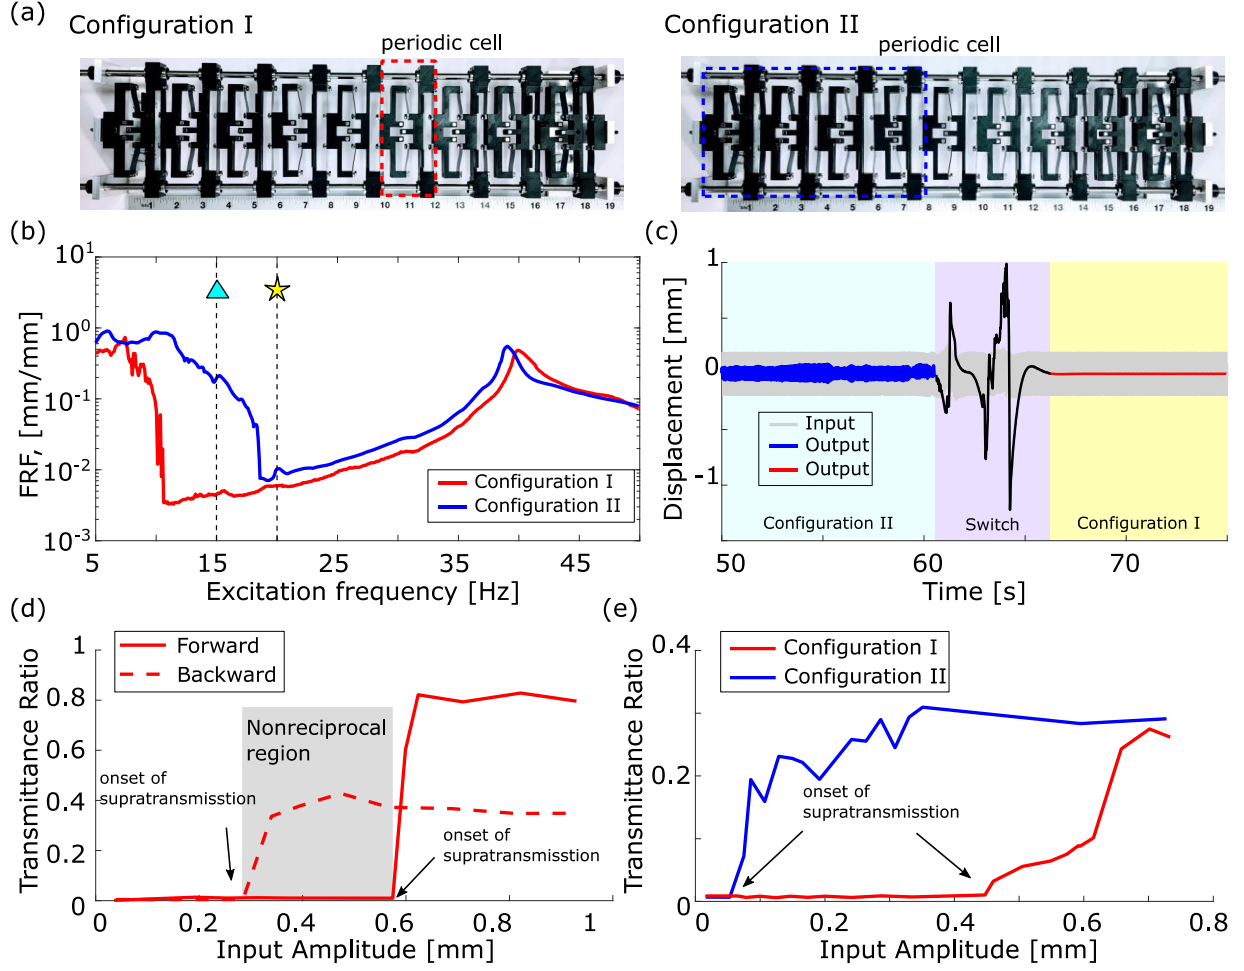 (a)
Configuration I
periodic cell
1 2 3 4 5 6 7 8 9 10 11 12 13 14 15 16 17 18 19
Configuration II
periodic cell
1 2 3 4 5 6 7 8 9 10 11 12 13 14 15 16 17 18 19
(b)
FRF, [mm/mm]
10^1
10^0
10^-1
10^-2
10^-3
Configuration I
Configuration II
5 15 25 35 45
Excitation frequency [Hz]
(c)
Displacement [mm]
1
0
-1
Input
Output
Output
Configuration II
Switch
Configuration I
50 60 70
Time [s]
(d)
Transmittance Ratio
1
0.8
0.6
0.4
0.2
0
Forward
Backward
Nonreciprocal
region
onset of
supratransmisstion
onset of
supratransmisstion
0 0.2 0.4 0.6 0.8 1
Input Amplitude [mm]
(e)
Transmittance Ratio
0.4
0.2
0
Configuration I
Configuration II
onset of
supratransmisstion
0 0.2 0.4 0.6 0.8
Input Amplitude [mm]